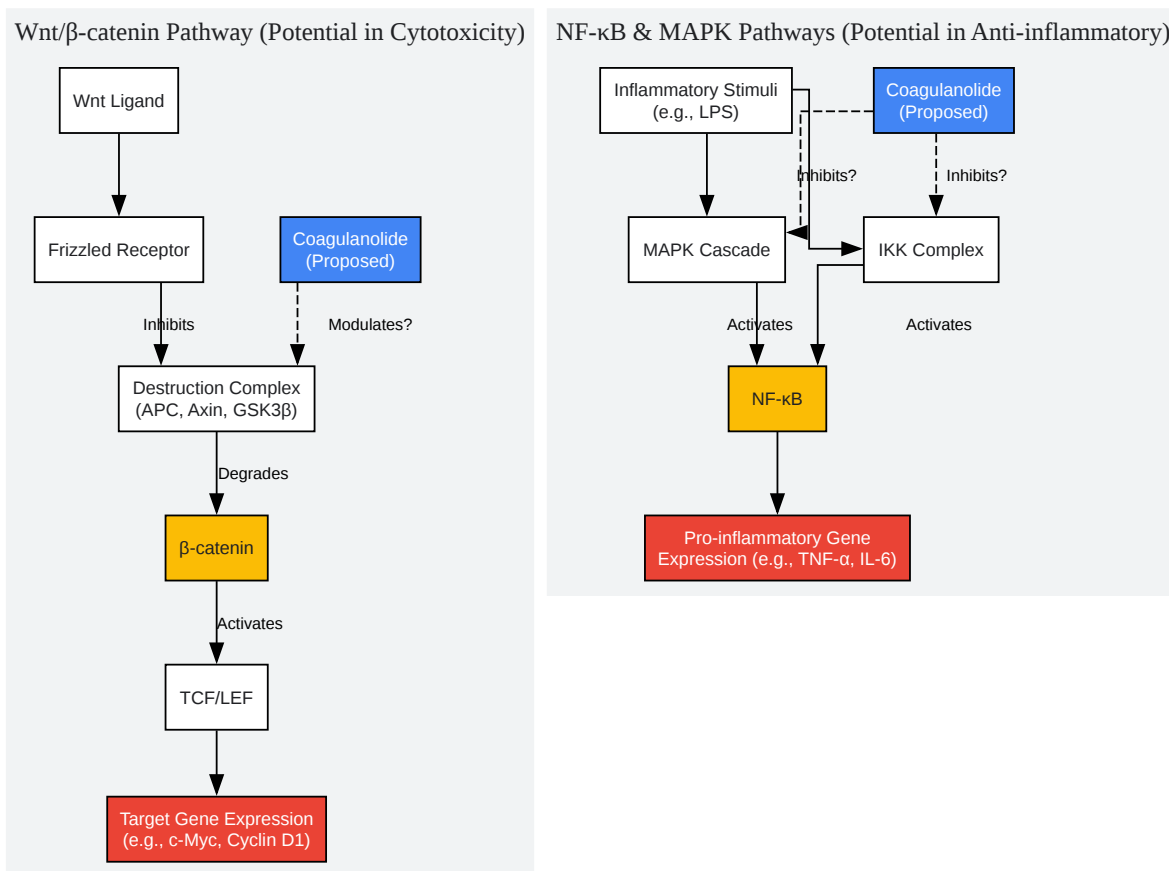 Wnt/β-catenin Pathway (Potential in Cytotoxicity)
Wnt Ligand
Frizzled Receptor
Coagulanolide
(Proposed)
Inhibits
Modulates?
Destruction Complex
(APC, Axin, GSK3β)
Degrades
β-catenin
Activates
TCF/LEF
Target Gene Expression
(e.g., c-Myc, Cyclin D1)
NF-κB & MAPK Pathways (Potential in Anti-inflammatory)
Inflammatory Stimuli
(e.g., LPS)
Coagulanolide
(Proposed)
Inhibits?
Inhibits?
MAPK Cascade
IKK Complex
Activates
Activates
NF-κB
Pro-inflammatory Gene
Expression (e.g., TNF-α, IL-6)